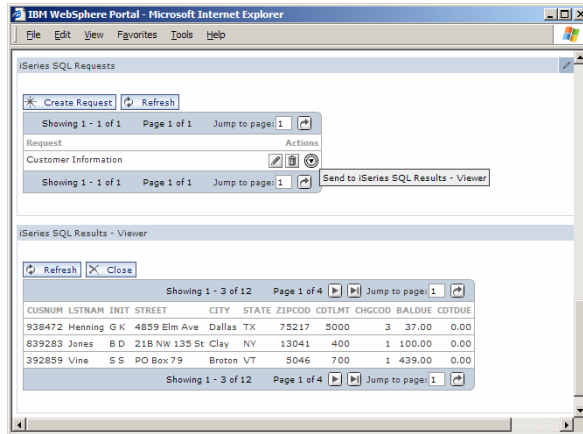 IBM WebSphere Portal - Microsoft Internet Explorer
File Edit View Favorites Tools Help
iSeries SQL Requests
Create Request Refresh
Showing 1 - 1 of 1 Page 1 of 1 Jump to page: 1
Request Actions
Customer Information
Send to iSeries SQL Results - Viewer
Showing 1 - 1 of 1 Page 1 of 1 Jump to page: 1
iSeries SQL Results - Viewer
Refresh Close
Showing 1 - 3 of 12 Page 1 of 4 Jump to page: 1
CUSNUM LSTNAM INIT STREET CITY STATE ZIPCOD CDTLMT CHGCOD BALDUE CDTDUE
938472 Henning G K 4859 Elm Ave Dallas TX 75217 5000 3 37.00 0.00
839283 Jones B D 21B NW 135 St Clay NY 13041 400 1 100.00 0.00
392859 Vine S S PO Box 79 Broton VT 5046 700 1 439.00 0.00
Showing 1 - 3 of 12 Page 1 of 4 Jump to page: 1